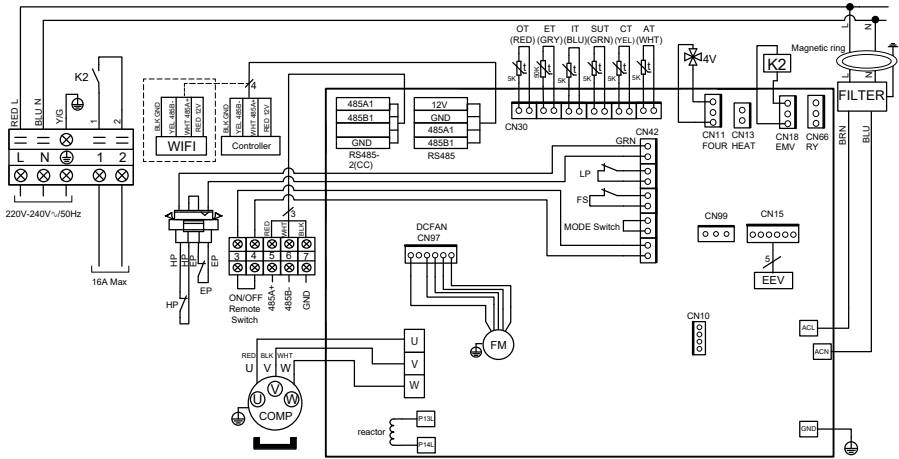 L
N
OT
ET
IT
SUT
CT
AT
(RED)
(GRY)
(BLU)
(GRN)
(YEL)
(WHT)
Magnetic ring
4V
K2
L
N
5K
50K
5K
5K
5K
5K
t
t
t
t
t
t
FILTER
RED L
BLU N
Y/G
K2
1
2
4
BLK GND
YEL 485B-
WHT 485A+
RED 12V
BLK GND
YEL 485B-
WHT 485A+
RED 12V
WIFI
Controller
485A1
485B1
GND
RS485-
2(CC)
12V
GND
485A1
485B1
RS485
CN30
CN42
GRN
CN11
FOUR
CN13
HEAT
CN18
EMV
CN66
RY
BRN
BLU
L
N
1
2
220V-240V∿/50Hz
16A Max
LP
FS
MODE Switch
3
RED
WHT
BLK
3
4
5
6
7
HP
HP
EP
EP
HP
EP
ON/OFF
Remote
Switch
485A+
485B-
GND
DCFAN
CN97
FM
CN99
CN15
5
EEV
CN10
ACL
ACN
U
V
W
RED
BLK
WHT
U
V
W
U
V
W
COMP
reactor
P13L
P14L
GND